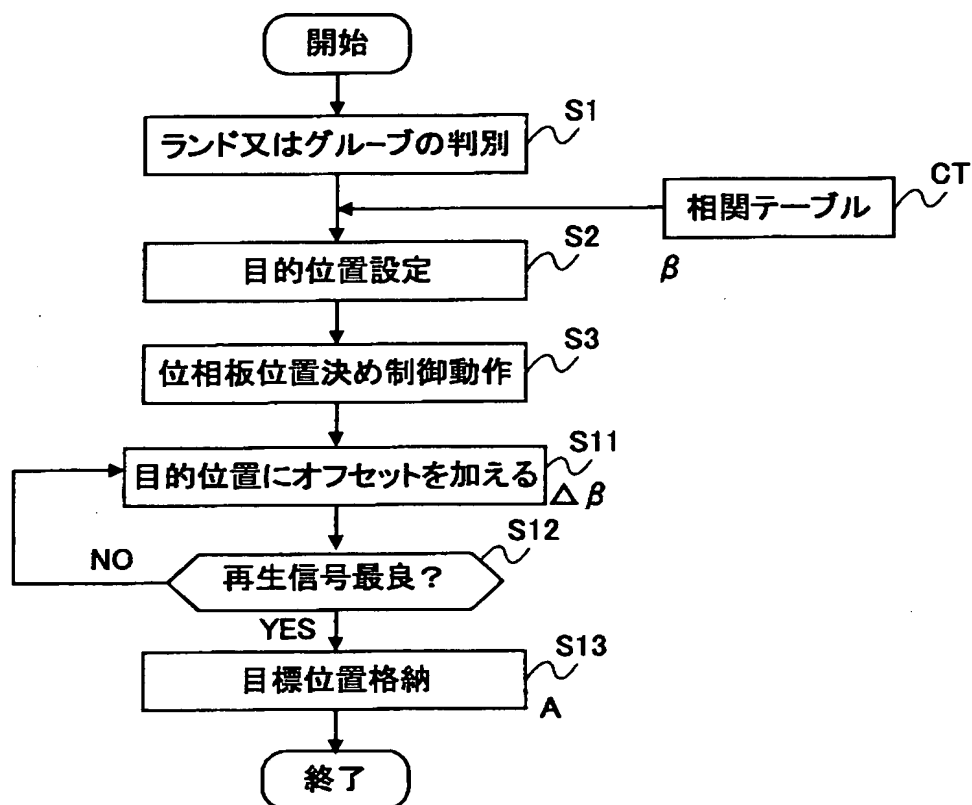 開始
S1
ランド又はグルーブの判別
CT
相関テーブル
β
S2
目的位置設定
S3
位相板位置決め制御動作
S11
目的位置にオフセットを加える
△β
S12
NO
再生信号最良?
YES
S13
目標位置格納
A
終了